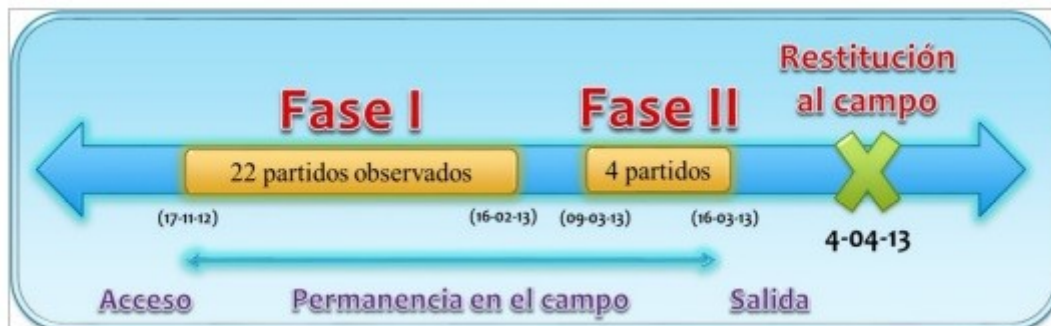 Restitución
al campo
Fase I
Fase II
22 partidos observados
4 partidos
(17-11-12)
(16-02-13)
(09-03-13)
(16-03-13)
4-04-13
Acceso
Permanencia en el campo
Salida